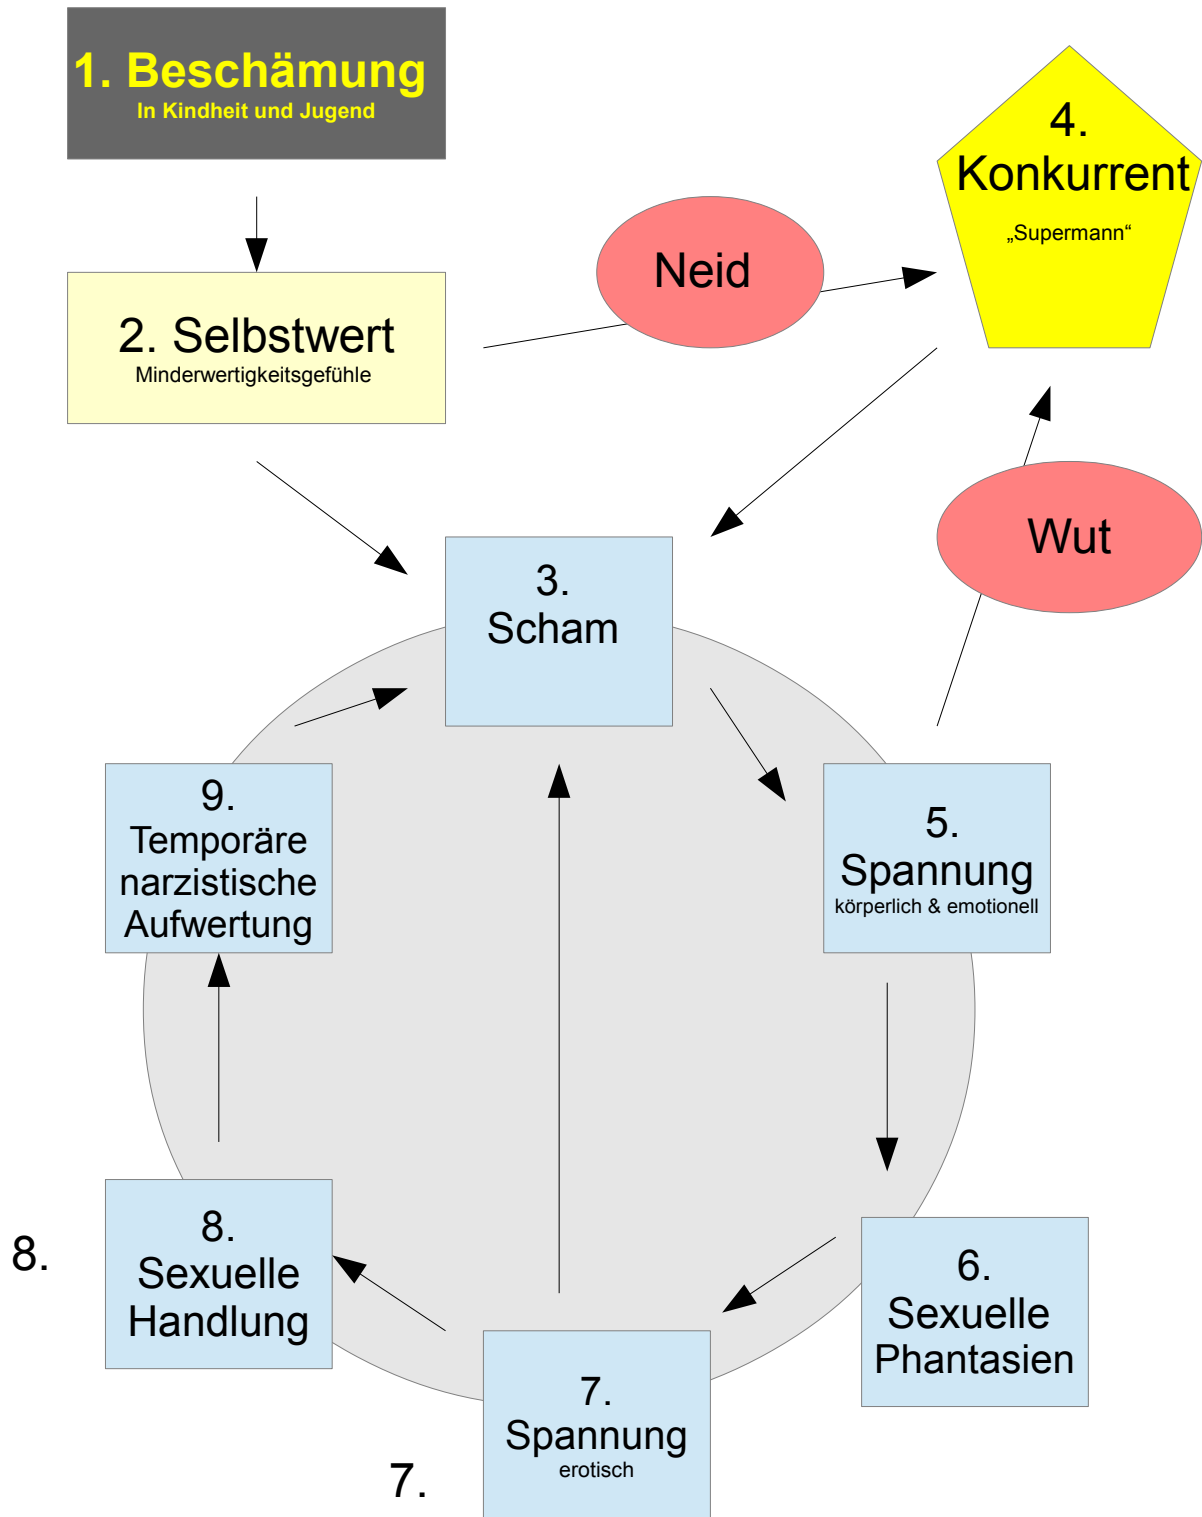 1. Beschämung
In Kindheit und Jugend
4.
Konkurrent
„Supermann“
Neid
2. Selbstwert
Minderwertigkeitsgefühle
Wut
3.
Scham
9.
Temporäre
narzistische
Aufwertung
5.
Spannung
körperlich & emotionell
8.
8.
Sexuelle
Handlung
6.
Sexuelle
Phantasien
7.
Spannung
erotisch
7.